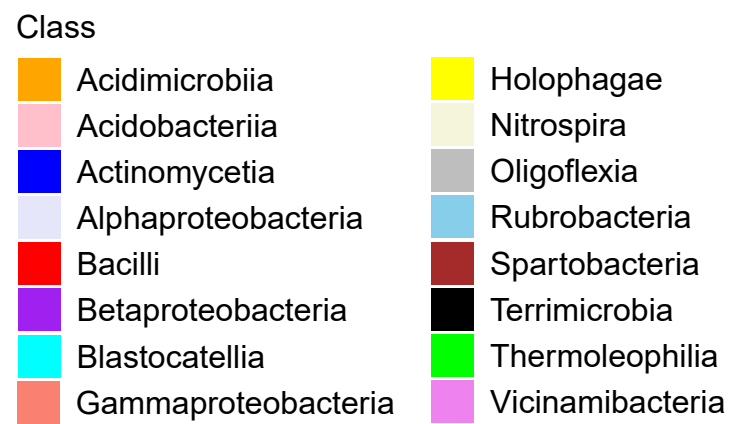 Class
Acidimicrobiia
Acidobacteriia
Actinomycetia
Alphaproteobacteria
Bacilli
Betaproteobacteria
Blastocatellia
Gammaproteobacteria
Holophagae
Nitrospira
Oligoflexia
Rubrobacteria
Spartobacteria
Terrimicrobia
Thermoleophilia
Vicinamibacteria